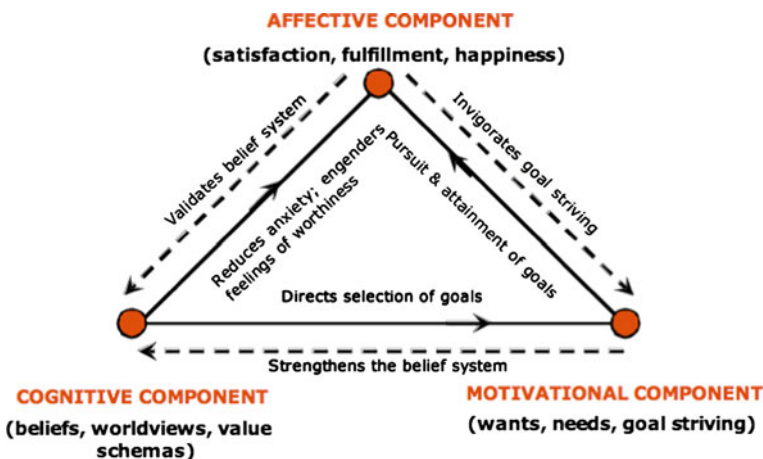 AFFECTIVE COMPONENT
(satisfaction, fulfillment, happiness)
Validates belief system
Reduces anxiety; engenders
feelings of worthiness
Pursuit & attainment of goals
Invigorates goal striving
Directs selection of goals
Strengthens the belief system
COGNITIVE COMPONENT
(beliefs, worldviews, value
schemas)
MOTIVATIONAL COMPONENT
(wants, needs, goal striving)